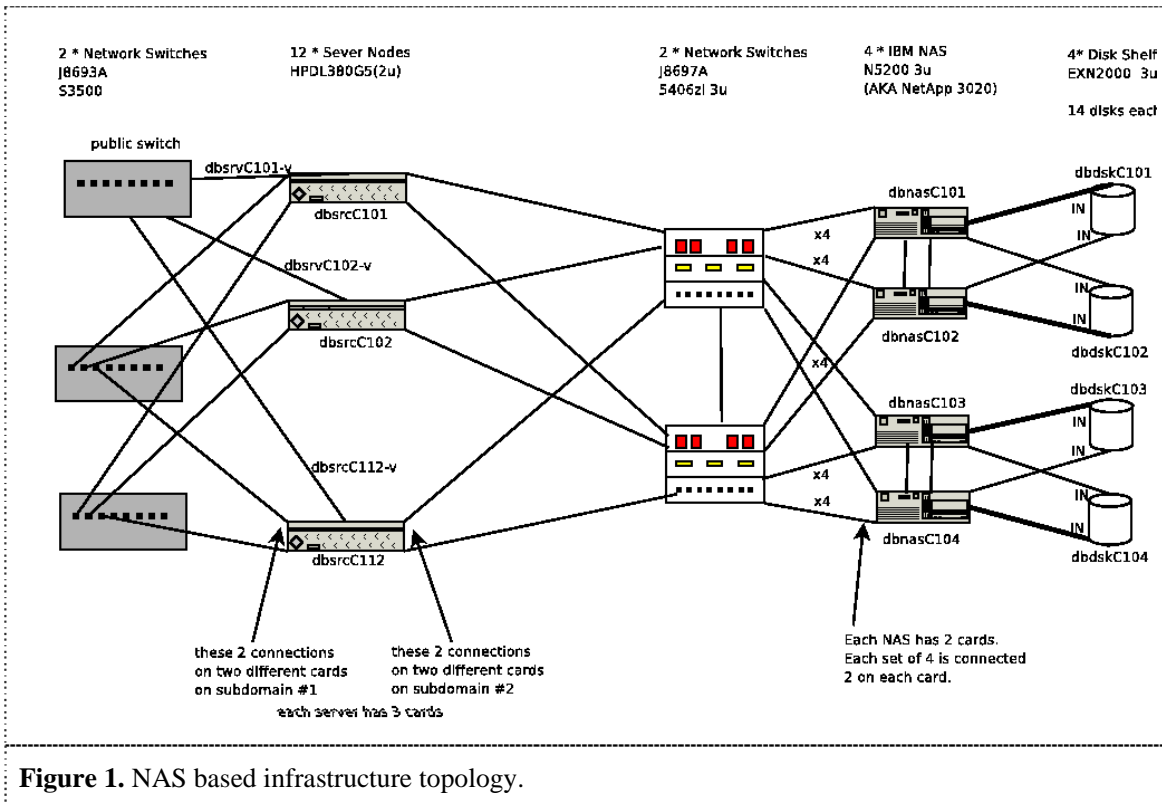 2 * Network Switches
J8693A
S3500
12 * Sever Nodes
HPDL380G5(2u)
2 * Network Switches
J8697A
5406zl 3u
4 * IBM NAS
N5200 3u
(AKA NetApp 3020)
4* Disk Shelf
EXN2000 3u
14 disks each
public switch
dbsrvC101-v
dbsrcC101
dbsrvC102-v
dbsrcC102
dbsrcC112-v
dbsrcC112
x4
x4
x4
x4
x4
dbnasC101
dbnasC102
dbnasC103
dbnasC104
dbdskC101
IN
IN
IN
IN
dbdskC102
dbdskC103
IN
IN
IN
IN
dbdskC104
these 2 connections
on two different cards
on subdomain #1
these 2 connections
on two different cards
on subdomain #2
each server has 3 cards
Each NAS has 2 cards.
Each set of 4 is connected
2 on each card.
Figure 1. NAS based infrastructure topology.